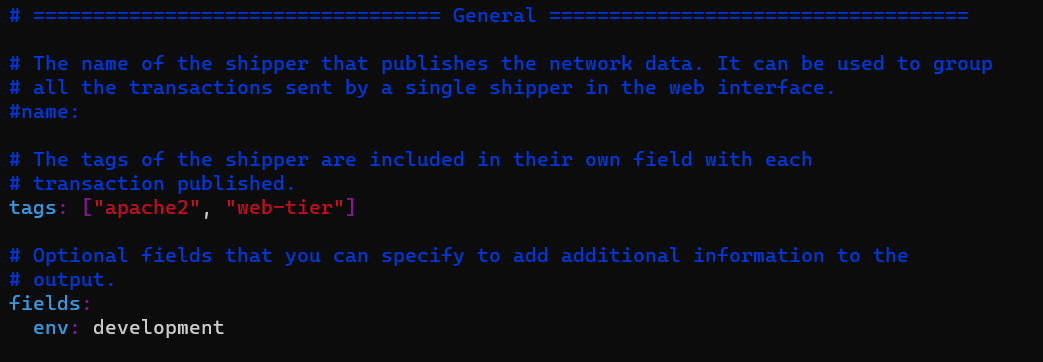 # ================================== General ===================================
# The name of the shipper that publishes the network data. It can be used to group
# all the transactions sent by a single shipper in the web interface.
#name:
# The tags of the shipper are included in their own field with each
# transaction published.
tags: ["apache2", "web-tier"]
# Optional fields that you can specify to add additional information to the
# output.
fields:
  env: development